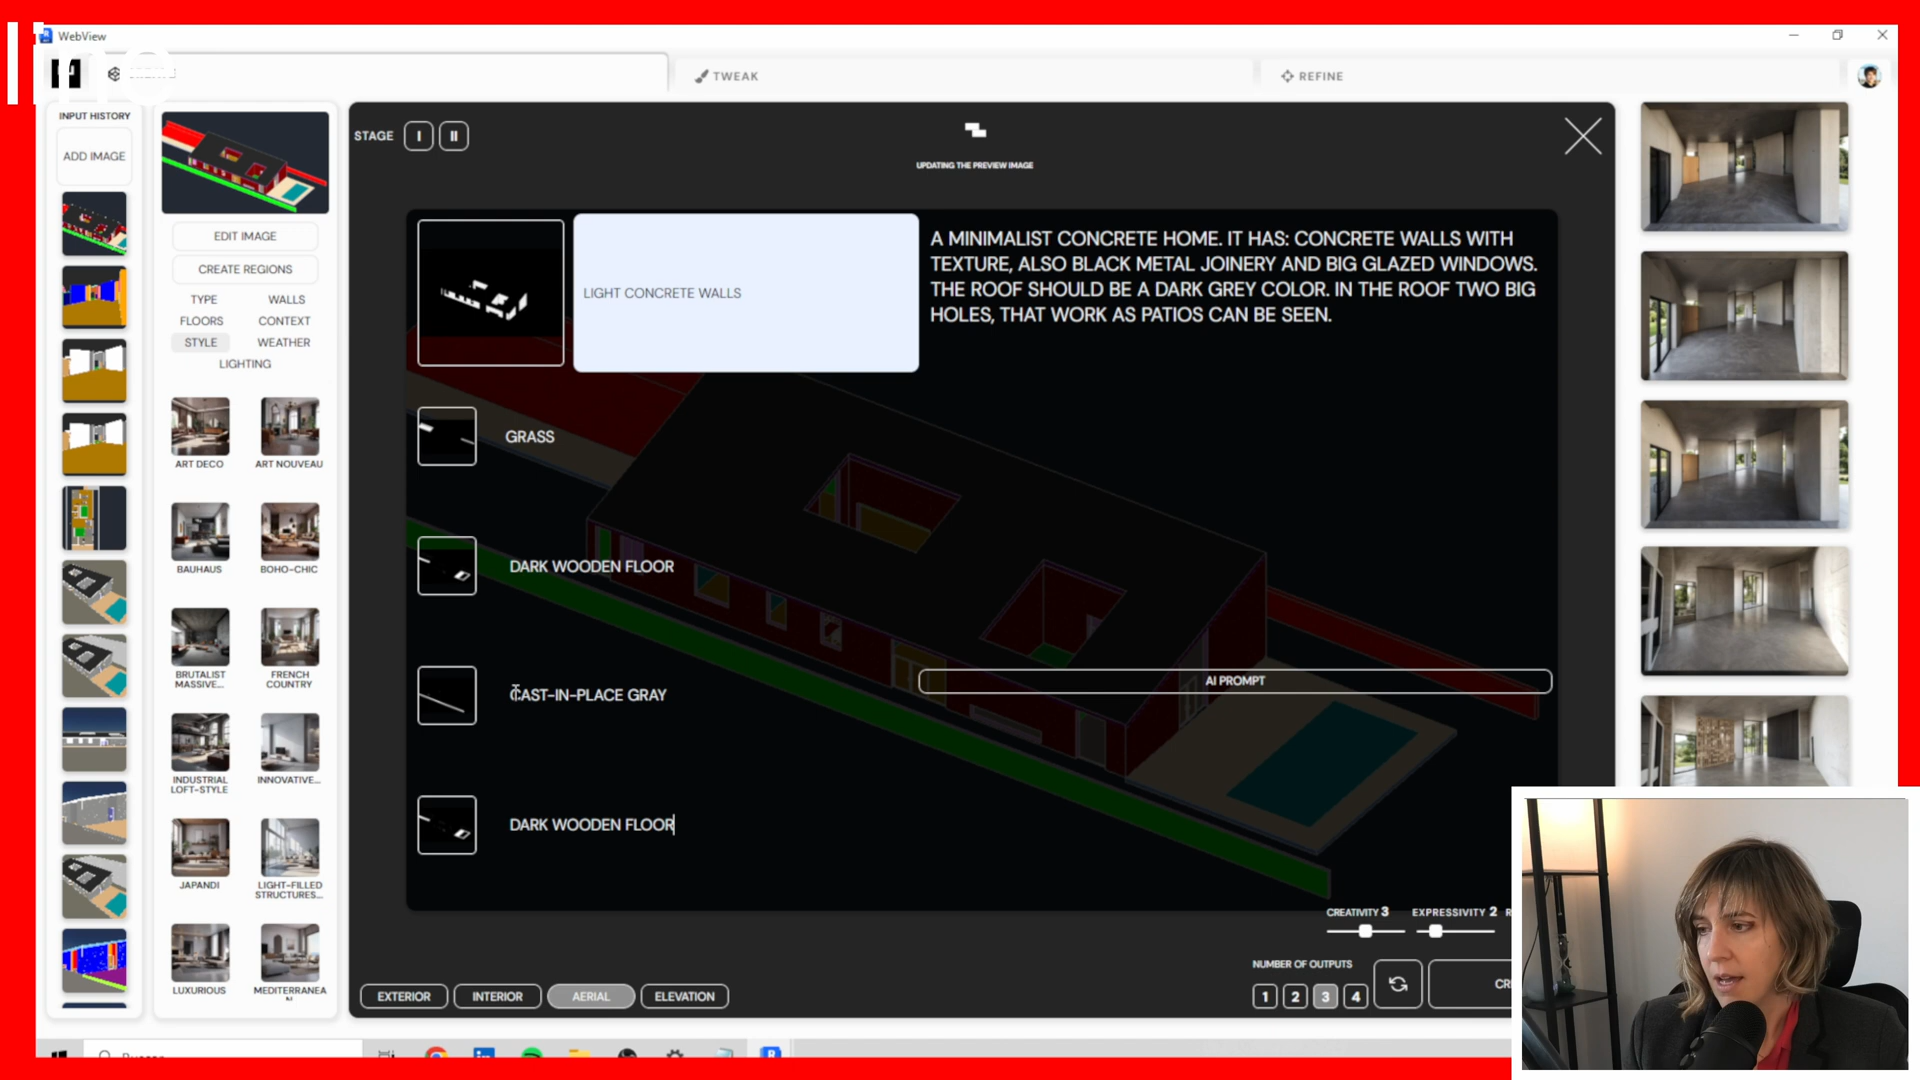 WebView
TWEAK
REFINE
INPUT HISTORY
ADD IMAGE
EDIT IMAGE
CREATE REGIONS
TYPE
WALLS
FLOORS
CONTEXT
STYLE
WEATHER
LIGHTING
ART DECO
ART NOUVEAU
BAUHAUS
BOHO-CHIC
BRUTALIST
MASSIVE...
FRENCH
COUNTRY
INDUSTRIAL
LOFT-STYLE
INNOVATIVE...
JAPANDI
LIGHT-FILLED
STRUCTURES...
LUXURIOUS
MEDITERRANEA
N
STAGE I II
UPDATING THE PREVIEW IMAGE
LIGHT CONCRETE WALLS
A MINIMALIST CONCRETE HOME. IT HAS: CONCRETE WALLS WITH
TEXTURE, ALSO BLACK METAL JOINERY AND BIG GLAZED WINDOWS.
THE ROOF SHOULD BE A DARK GREY COLOR. IN THE ROOF TWO BIG
HOLES, THAT WORK AS PATIOS CAN BE SEEN.
GRASS
DARK WOODEN FLOOR
CAST-IN-PLACE GRAY
AI PROMPT
DARK WOODEN FLOOR
CREATIVITY 3
EXPRESSIVITY 2
NUMBER OF OUTPUTS
1 2 3 4
EXTERIOR
INTERIOR
AERIAL
ELEVATION